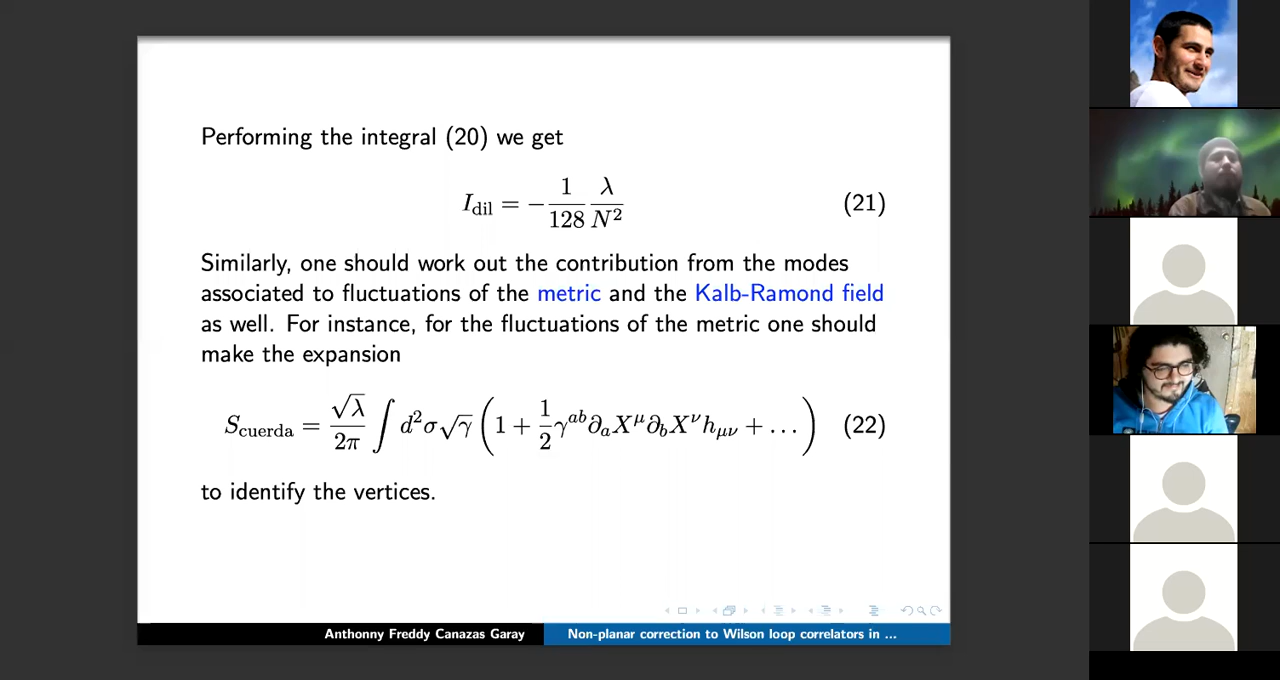 Performing the integral (20) we get
I_dil = − 1/128 λ/N² (21)
Similarly, one should work out the contribution from the modes
associated to fluctuations of the metric and the Kalb-Ramond field
as well. For instance, for the fluctuations of the metric one should
make the expansion
S_cuerda = √λ/2π ∫ d²σ√γ (1 + 1/2 γ^{ab}∂_a X^μ ∂_b X^ν h_{μν} + ...) (22)
to identify the vertices.
Anthonny Freddy Canazas Garay
Non-planar correction to Wilson loop correlators in ...